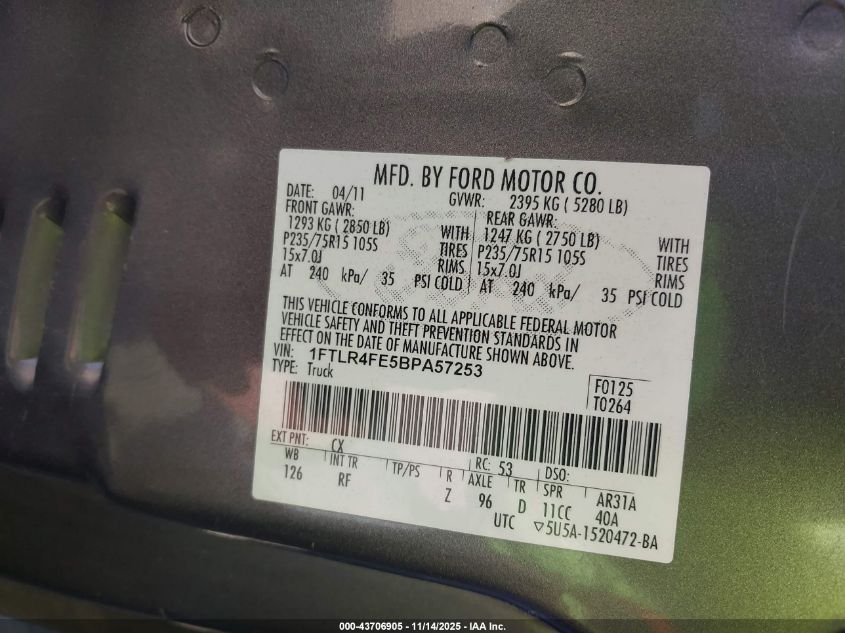 MFD. BY FORD MOTOR CO.
DATE: 04/11 GVWR: 2395 KG ( 5280 LB)
FRONT GAWR: REAR GAWR:
1293 KG ( 2850 LB) WITH 1247 KG ( 2750 LB) WITH
P235/75R15 105S TIRES P235/75R15 105S TIRES
15x7.0J RIMS 15x7.0J RIMS
AT 240 kPa/ 35 PSI COLD AT 240 kPa/ 35 PSI COLD
THIS VEHICLE CONFORMS TO ALL APPLICABLE FEDERAL MOTOR
VEHICLE SAFETY AND THEFT PREVENTION STANDARDS IN
EFFECT ON THE DATE OF MANUFACTURE SHOWN ABOVE.
VIN: 1FTLR4FE5BPA57253
TYPE: Truck
F0125
T0264
EXT PNT: CX RC: 53 DSO:
WB INT TR TP/PS R AXLE TR SPR AR31A
126 RF Z 96 D 11CC 40A
UTC ▽5U5A-1520472-BA
000-43706905 - 11/14/2025 - IAA Inc.